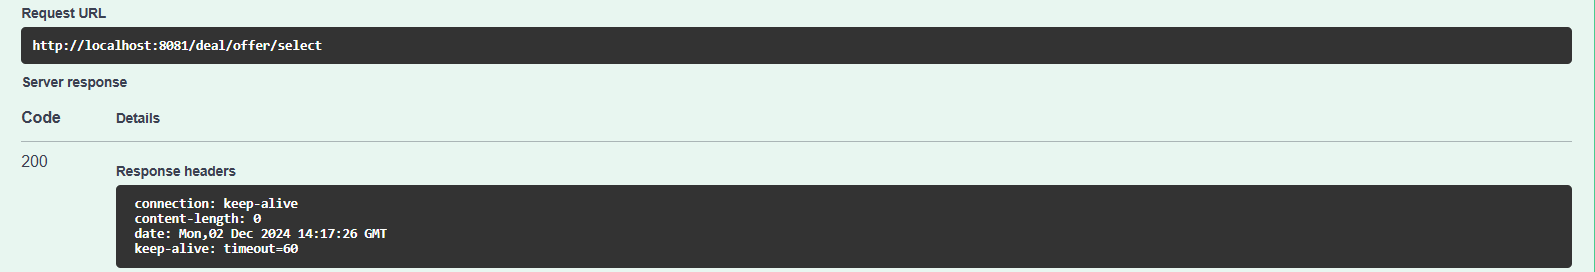 Request URL
http://localhost:8081/deal/offer/select
Server response
Code Details
200
Response headers
connection: keep-alive
content-length: 0
date: Mon,02 Dec 2024 14:17:26 GMT
keep-alive: timeout=60